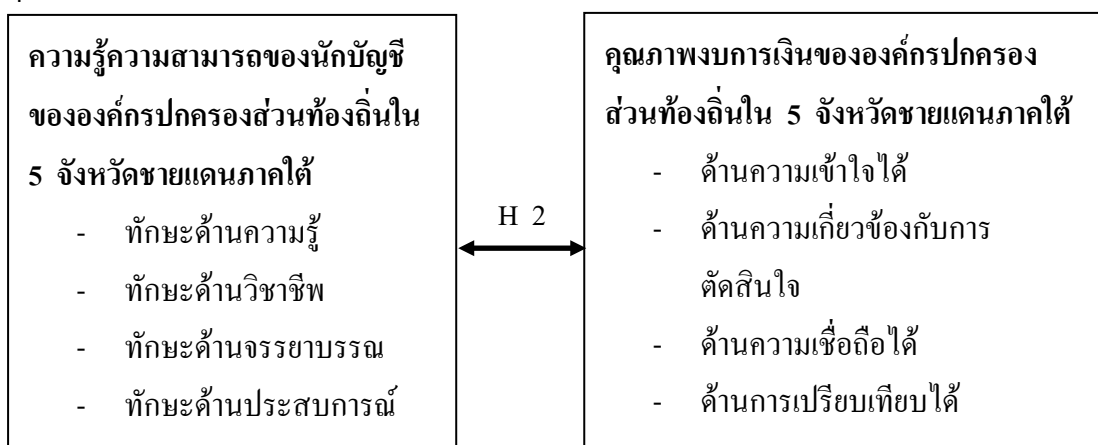 ความรู้ความสามารถของนักบัญชี
ขององค์กรปกครองส่วนท้องถิ่นใน
5 จังหวัดชายแดนภาคใต้
- ทักษะด้านความรู้
- ทักษะด้านวิชาชีพ
- ทักษะด้านจรรยาบรรณ
- ทักษะด้านประสบการณ์
H 2
คุณภาพงบการเงินขององค์กรปกครอง
ส่วนท้องถิ่นใน 5 จังหวัดชายแดนภาคใต้
- ด้านความเข้าใจได้
- ด้านความเกี่ยวข้องกับการ
ตัดสินใจ
- ด้านความเชื่อถือได้
- ด้านการเปรียบเทียบได้